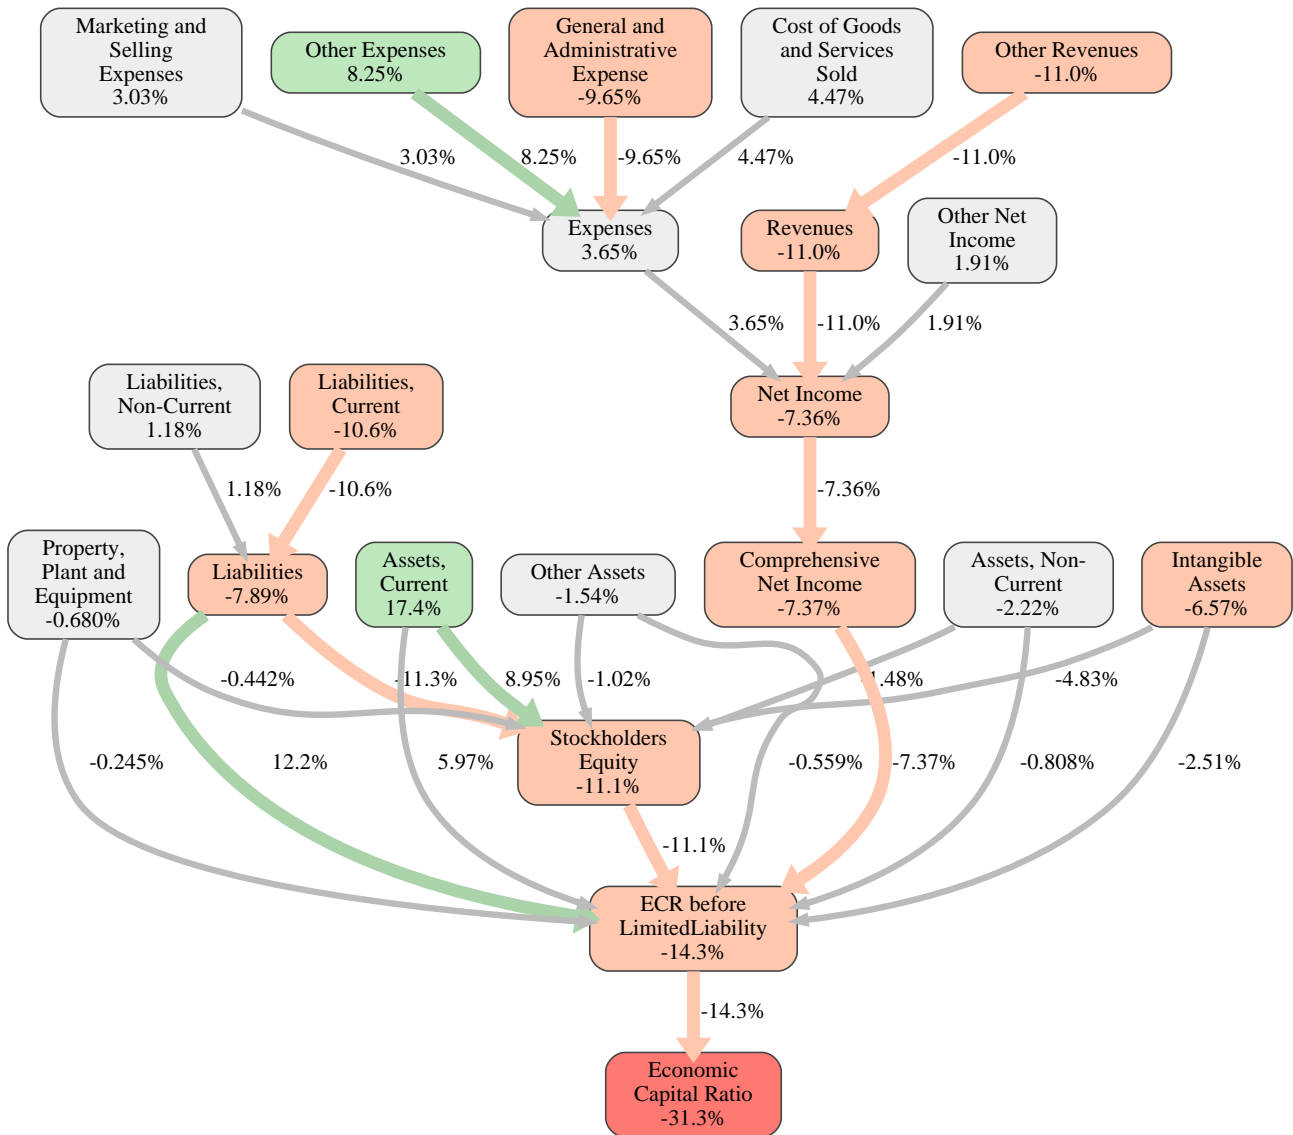 Marketing and
Selling
Expenses
3.03%
Other Expenses
8.25%
General and
Administrative
Expense
-9.65%
Cost of Goods
and Services
Sold
4.47%
Other Revenues
-11.0%
3.03%
8.25%
-9.65%
4.47%
-11.0%
Expenses
3.65%
Revenues
-11.0%
Other Net
Income
1.91%
3.65%
-11.0%
1.91%
Liabilities,
Non-Current
1.18%
Liabilities,
Current
-10.6%
Net Income
-7.36%
1.18%
-10.6%
-7.36%
Property,
Plant and
Equipment
-0.680%
Liabilities
-7.89%
Assets,
Current
17.4%
Other Assets
-1.54%
Comprehensive
Net Income
-7.37%
Assets, Non-
Current
-2.22%
Intangible
Assets
-6.57%
-0.442%
-11.3%
8.95%
-1.02%
-1.48%
-4.83%
Stockholders
Equity
-11.1%
-0.245%
12.2%
5.97%
-0.559%
-7.37%
-0.808%
-2.51%
-11.1%
ECR before
LimitedLiability
-14.3%
-14.3%
Economic
Capital Ratio
-31.3%